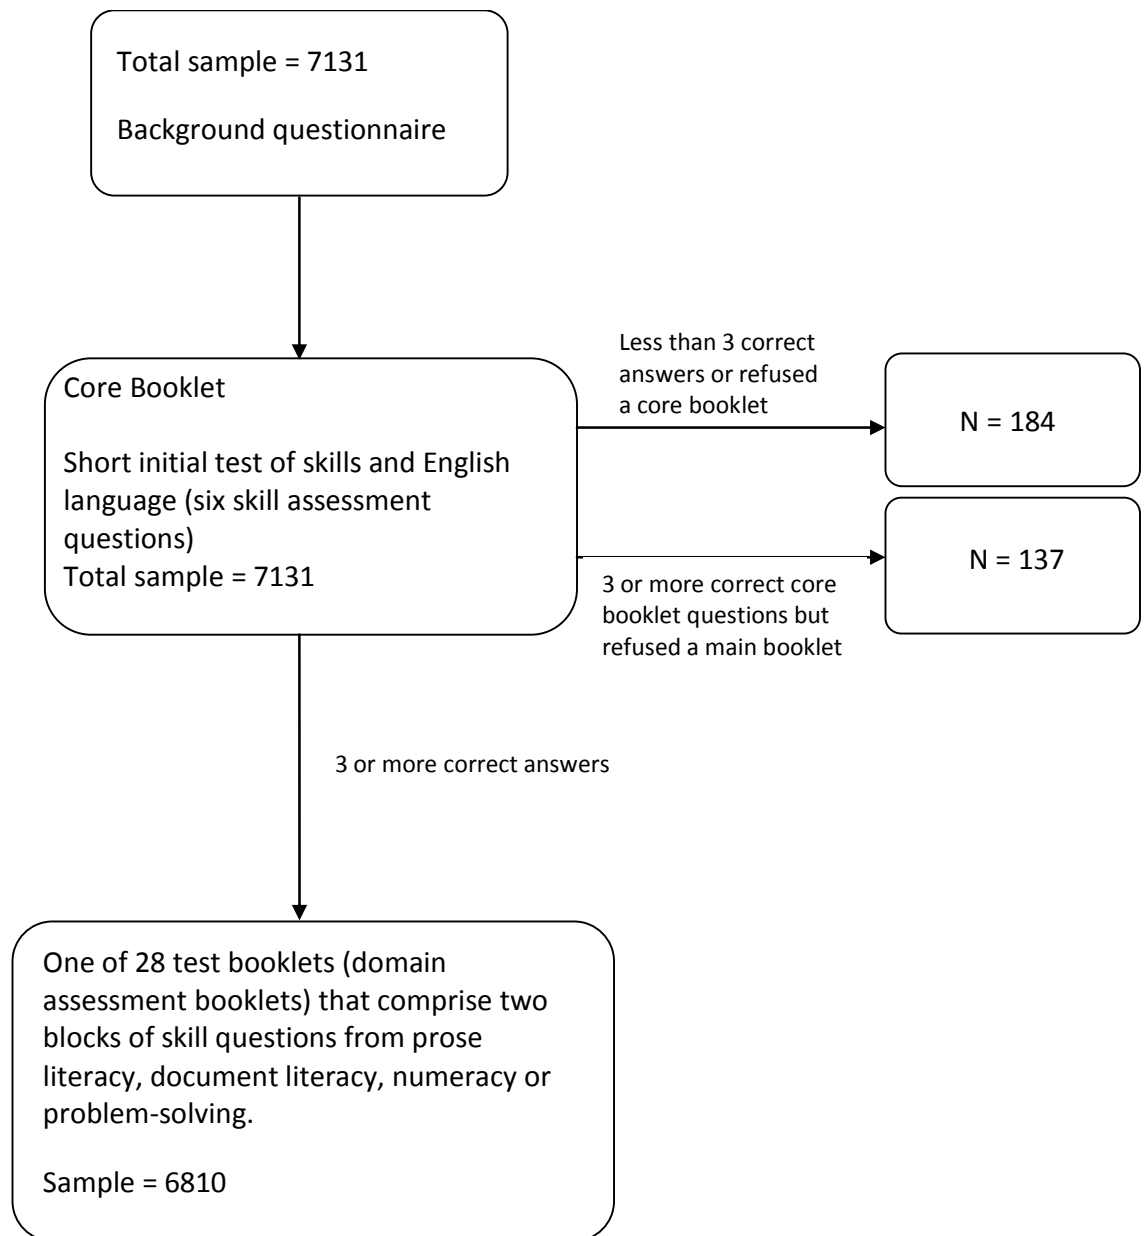 Total sample = 7131
Background questionnaire
Less than 3 correct
answers or refused
a core booklet
N = 184
Core Booklet
Short initial test of skills and English
language (six skill assessment
questions)
Total sample = 7131
N = 137
3 or more correct core
booklet questions but
refused a main booklet
3 or more correct answers
One of 28 test booklets (domain
assessment booklets) that comprise two
blocks of skill questions from prose
literacy, document literacy, numeracy or
problem-solving.
Sample = 6810